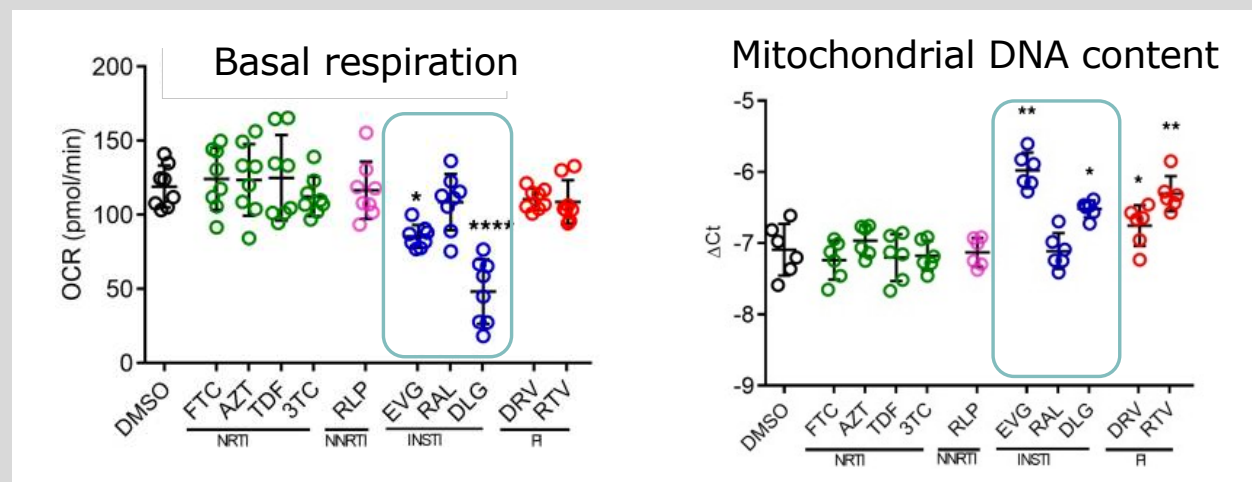 Basal respiration
OCR (pmol/min)
200
150
100
50
0
*
****
DMSO
FTC
AZT
TDF
3TC
RLP
EVG
RAL
DLG
DRV
RTV
NRTI
NNRTI
INSTI
PI
Mitochondrial DNA content
ΔCt
-5
-6
-7
-8
-9
**
*
*
**
DMSO
FTC
AZT
TDF
3TC
RLP
EVG
RAL
DLG
DRV
RTV
NRTI
NNRTI
INSTI
PI